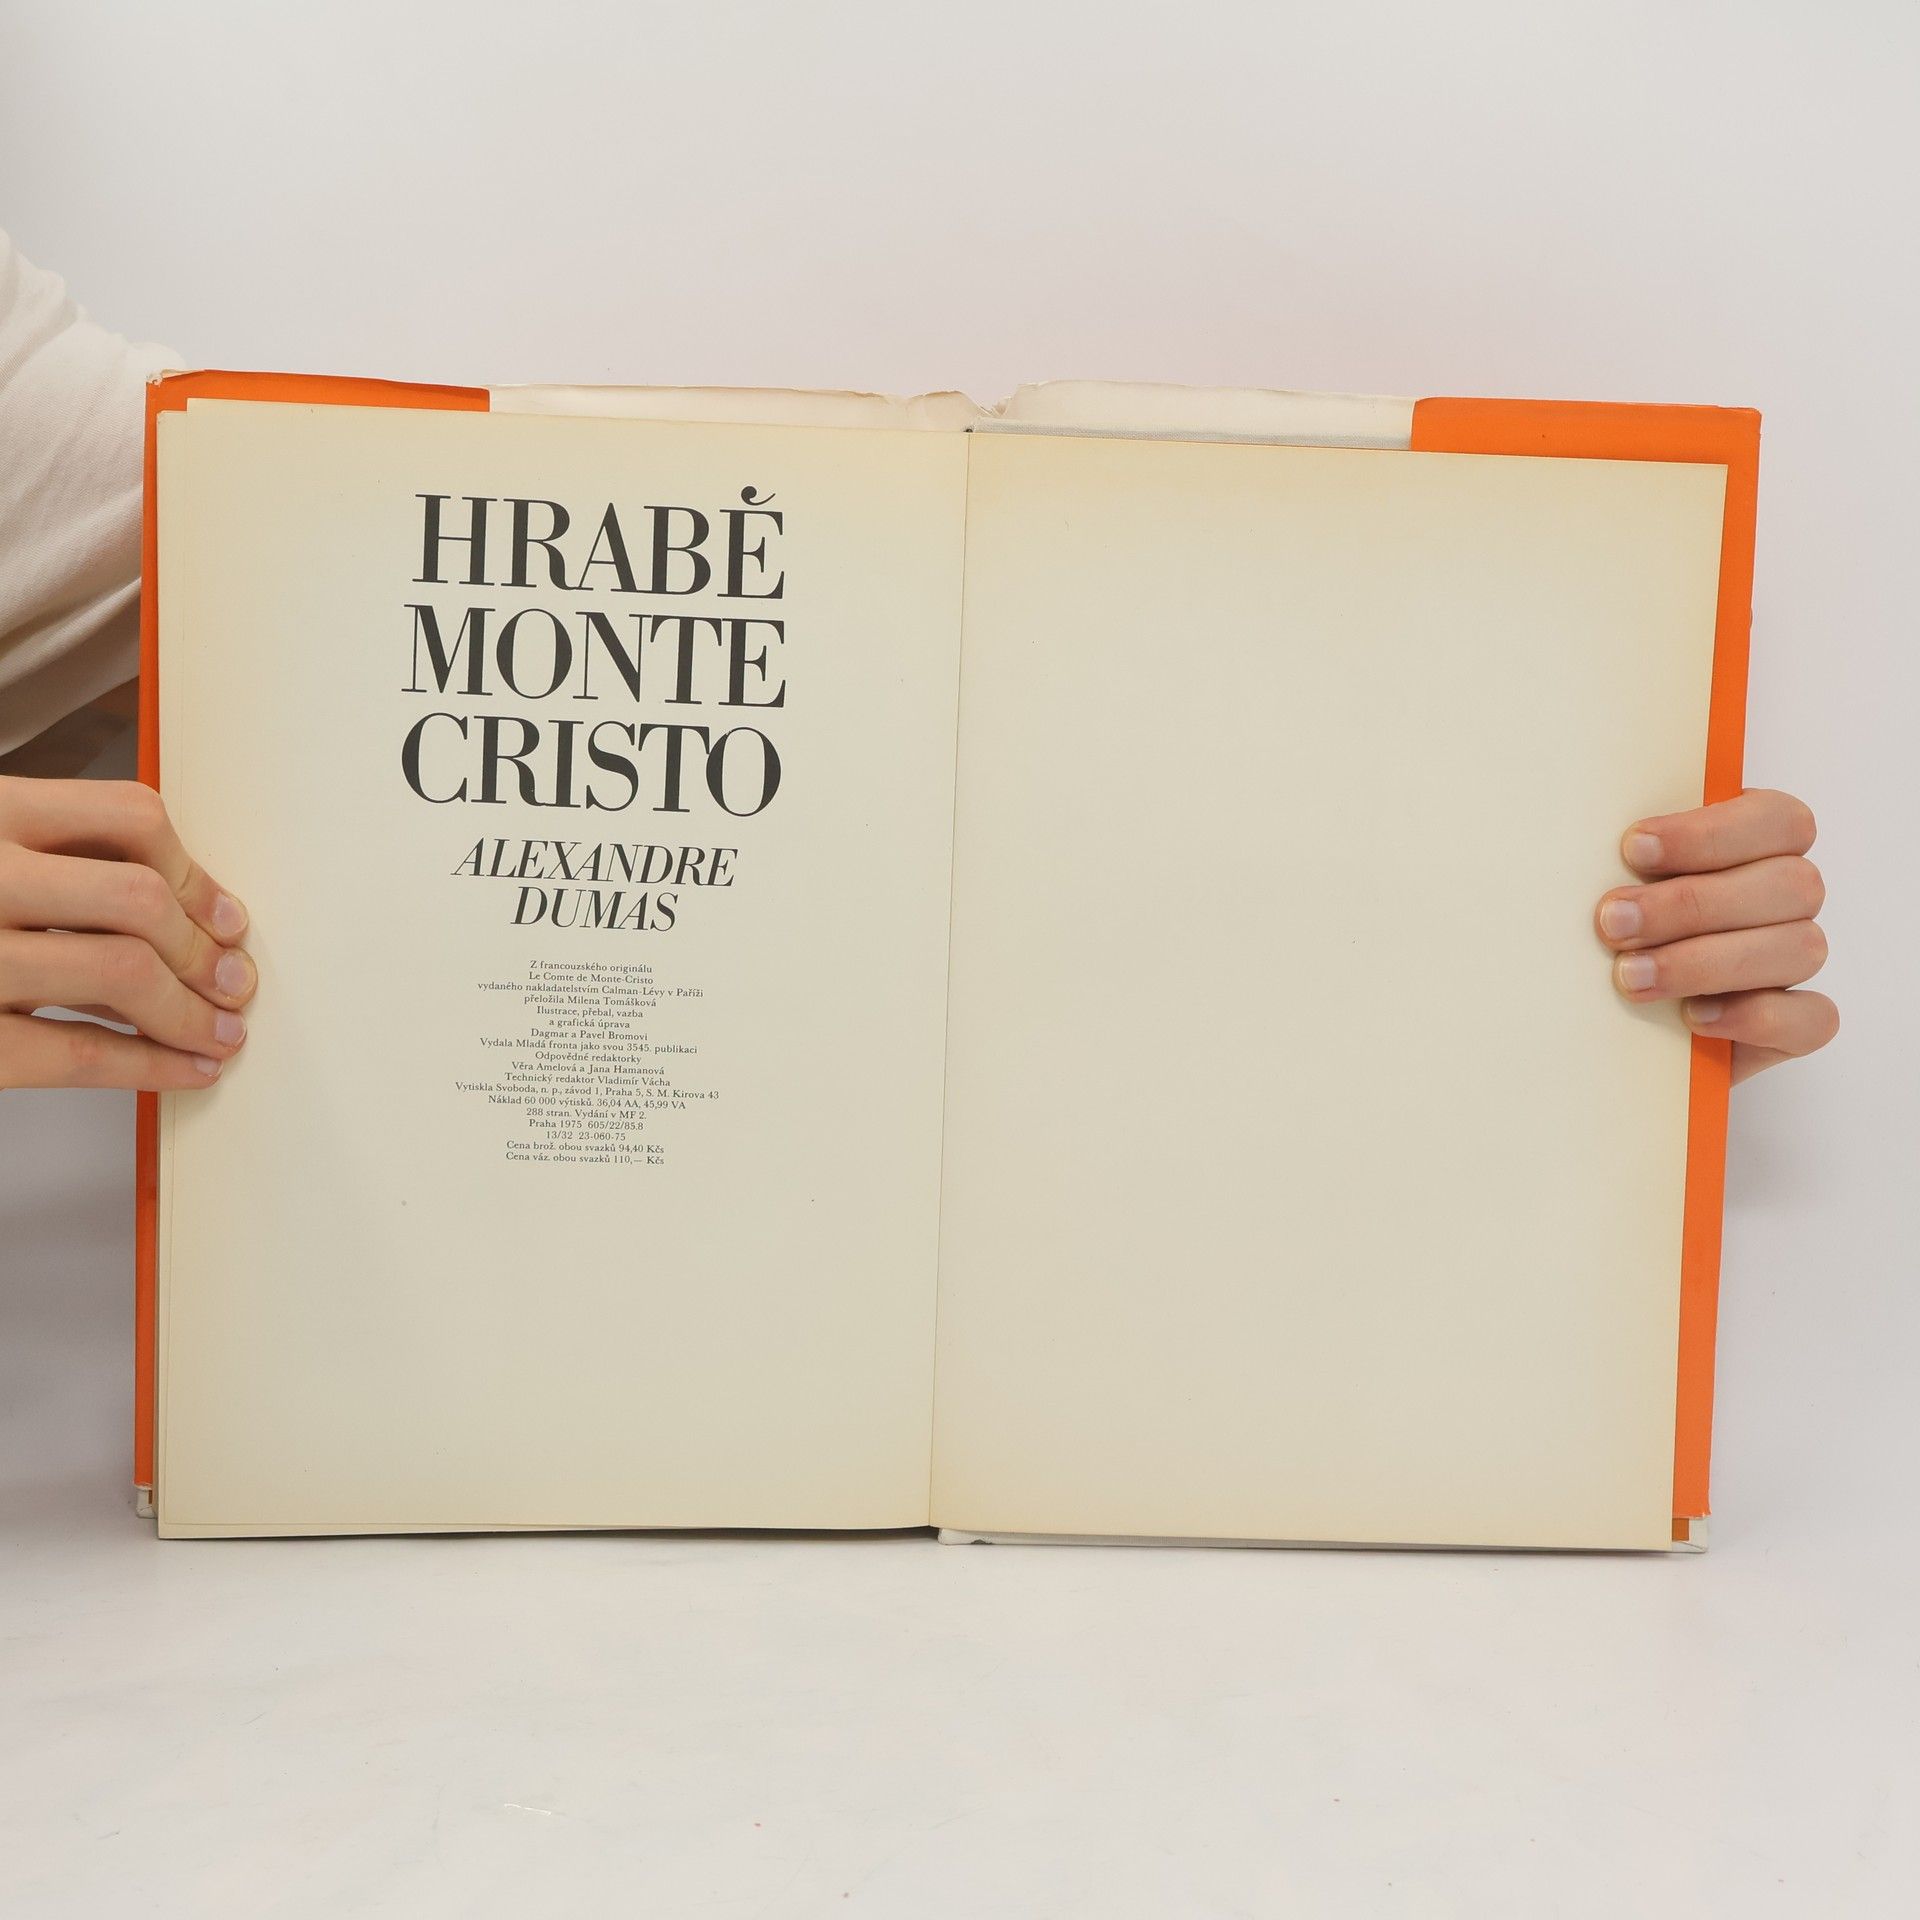 HRABĚ
MONTE
CRISTO
ALEXANDRE
DUMAS
Z francouzského originálu
Le Comte de Monte-Cristo
vydaného nakladatelstvím Calman-Lévy v Paříži
přeložila Milena Tomášková
Ilustrace, přebal, vazba
a grafická úprava
Dagmar a Pavel Bromovi
Vydala Mladá fronta jako svou 3545. publikaci
Odpovědné redaktorky
Věra Amelová a Jana Hamanová
Technický redaktor Vladimír Vácha
Vytiskla Svoboda, n. p., závod 1, Praha 5, S. M. Kirova 43
Náklad 60 000 výtisků. 36,04 AA, 45,99 VA
288 stran. Vydání v MF 2.
Praha 1975 605/22/85.8
13/32 23-060-75
Cena brož. obou svazků 94,40 Kčs
Cena váz. obou svazků 110,— Kčs